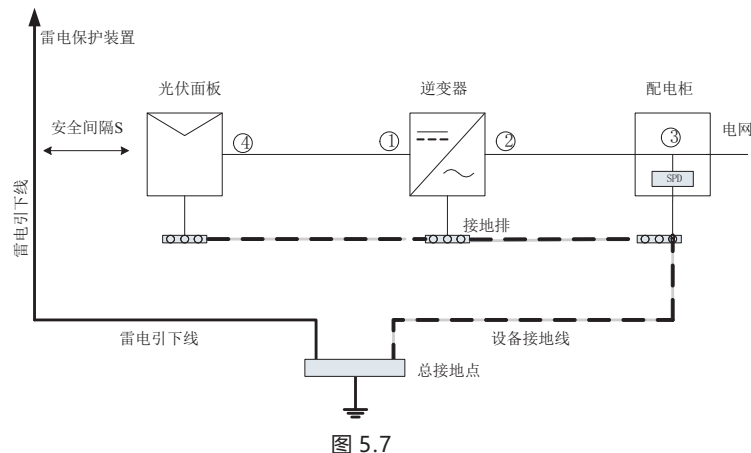 雷电保护装置
光伏面板
逆变器
配电柜
安全间隔S
④
①
②
③
电网
SPD
雷电引下线
接地排
雷电引下线
设备接地线
总接地点
图 5.7